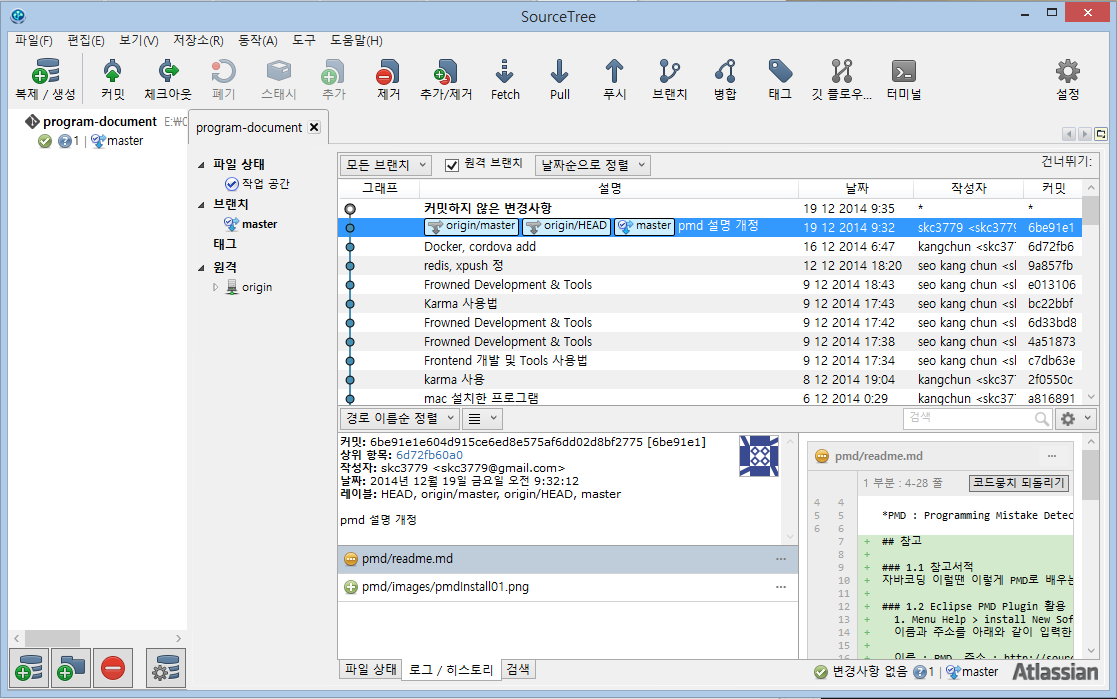 SourceTree
파일(F) 편집(E) 보기(V) 저장소(R) 동작(A) 도구 도움말(H)
복제 / 생성 커밋 체크아웃 폐기 스태시 추가 제거 추가/제거 Fetch Pull 푸시 브랜치 병합 태그 깃 플로우... 터미널 설정
program-document E:₩
1 master
program-document
파일 상태
작업 공간
브랜치
master
태그
원격
origin
모든 브랜치 원격 브랜치 날짜순으로 정렬 건너뛰기:
그래프 설명 날짜 작성자 커밋
커밋하지 않은 변경사항 19 12 2014 9:35 * *
origin/master origin/HEAD master pmd 설명 개정 19 12 2014 9:32 skc3779 <skc3779 6be91e1
Docker, cordova add 16 12 2014 6:47 kangchun <skc37 6d72fb6
redis, xpush 정 12 12 2014 18:20 seo kang chun <sl 9a857fb
Frowned Development & Tools 9 12 2014 18:43 seo kang chun <sl e013106
Karma 사용법 9 12 2014 17:43 seo kang chun <sl bc22bbf
Frowned Development & Tools 9 12 2014 17:42 seo kang chun <sl 6d33bd8
Frowned Development & Tools 9 12 2014 17:38 seo kang chun <sl 4a51873
Frontend 개발 및 Tools 사용법 9 12 2014 17:34 seo kang chun <sl c7db63e
karma 사용 8 12 2014 19:04 kangchun <skc37 2f0550c
mac 설치한 프로그램 6 12 2014 0:29 kangchun <skc37 a816891
경로 이름순 정렬 검색
커밋: 6be91e1e604d915ce6ed8e575af6dd02d8bf2775 [6be91e1]
상위 항목: 6d72fb60a0
작성자: skc3779 <skc3779@gmail.com>
날짜: 2014년 12월 19일 금요일 오전 9:32:12
레이블: HEAD, origin/master, origin/HEAD, master
pmd 설명 개정
pmd/readme.md ...
pmd/images/pmdInstall01.png ...
pmd/readme.md ...
1 부분 : 4-28 줄 코드뭉치 되돌리기
4 4
5 5 *PMD : Programming Mistake Detec
6 6
7 + ## 참고
8 +
9 + ### 1.1 참고서적
10 + 자바코딩 이럴땐 이렇게 PMD로 배우는
11 +
12 + ### 1.2 Eclipse PMD Plugin 활용
13 + 1. Menu Help > install New Sof
14 + 이름과 주소를 아래와 같이 입력한
15 +
16 + 이름 : PMD, 주소 : http://sour
파일 상태 로그 / 히스토리 검색
변경사항 없음 1 master Atlassian